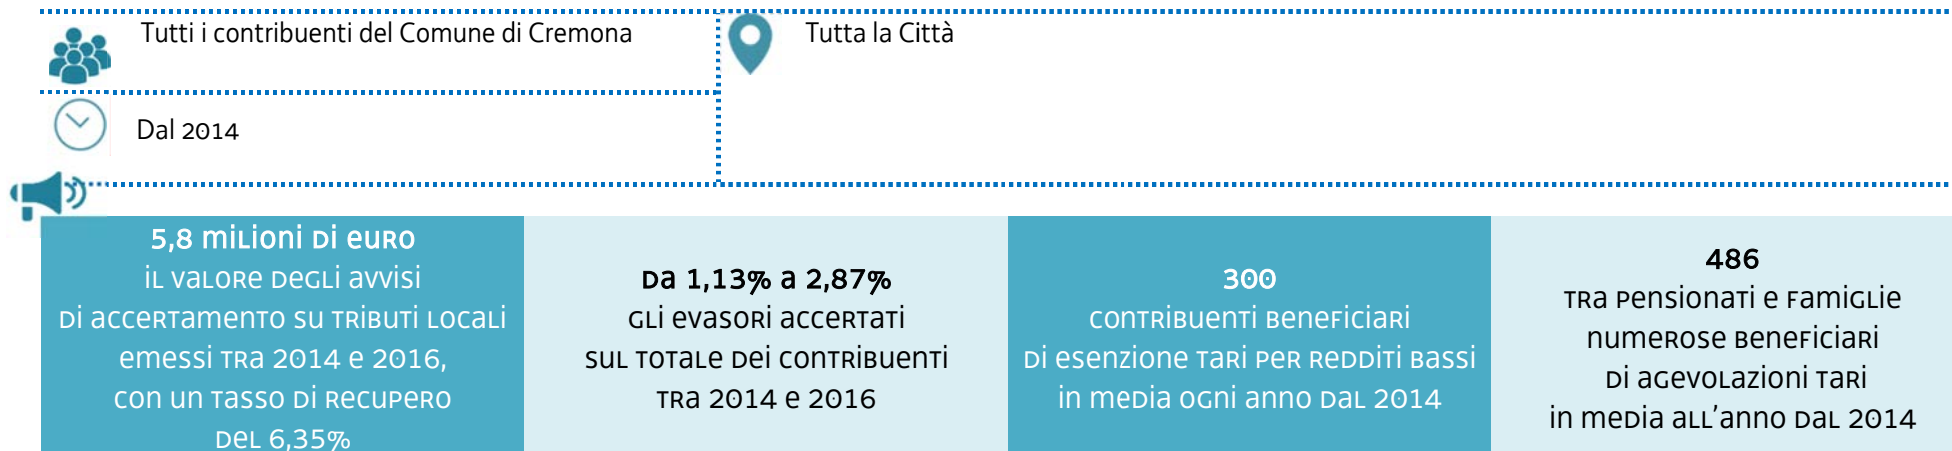 Tutti i contribuenti del Comune di Cremona
Tutta la Città
Dal 2014
5,8 milioni di euro
il valore degli avvisi
di accertamento su tributi locali
emessi tra 2014 e 2016,
con un tasso di recupero
del 6,35%
Da 1,13% a 2,87%
gli evasori accertati
sul totale dei contribuenti
tra 2014 e 2016
300
contribuenti beneficiari
di esenzione tari per redditi bassi
in media ogni anno dal 2014
486
tra pensionati e famiglie
numerose beneficiari
di agevolazioni tari
in media all'anno dal 2014